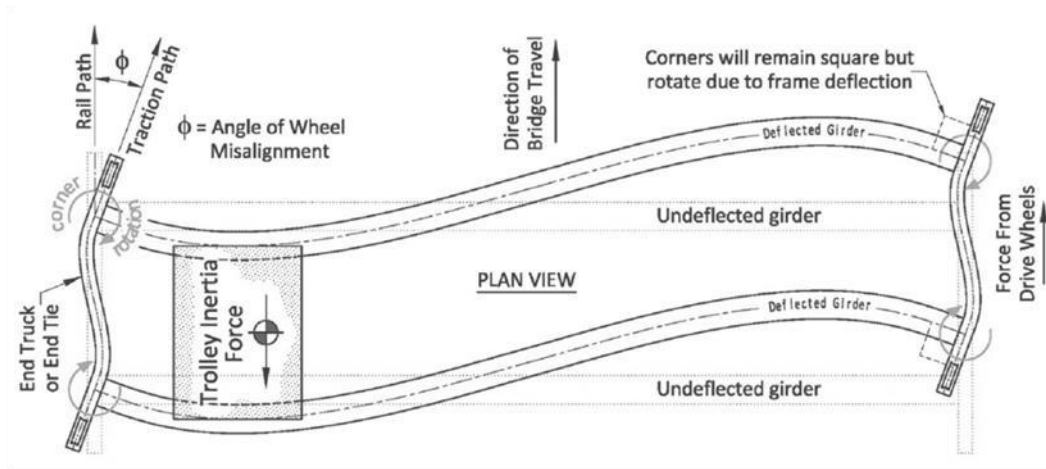 Rail Path
ϕ
Traction Path
ϕ = Angle of Wheel
Misalignment
Direction of
Bridge Travel
Corners will remain square but
rotate due to frame deflection
Deflected Girder
corner
rotation
Undeflected girder
End Truck
or End Tie
Trolley Inertia
Force
PLAN VIEW
Force From
Drive Wheels
Deflected Girder
Undeflected girder